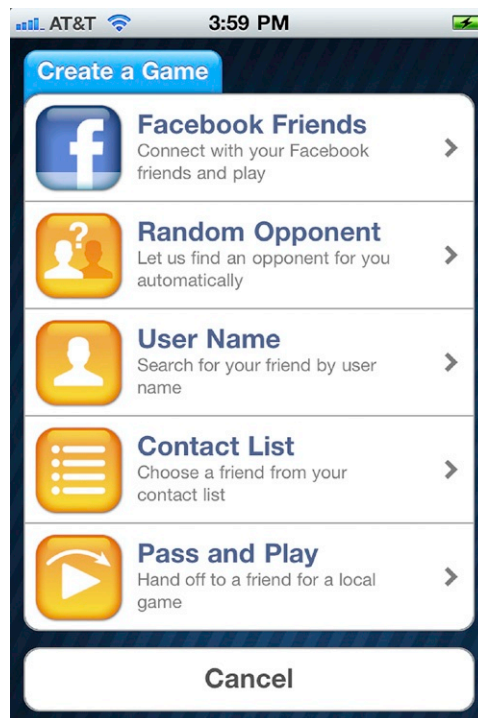 AT&T 3:59 PM
Create a Game
Facebook Friends
Connect with your Facebook
friends and play
Random Opponent
Let us find an opponent for you
automatically
User Name
Search for your friend by user
name
Contact List
Choose a friend from your
contact list
Pass and Play
Hand off to a friend for a local
game
Cancel